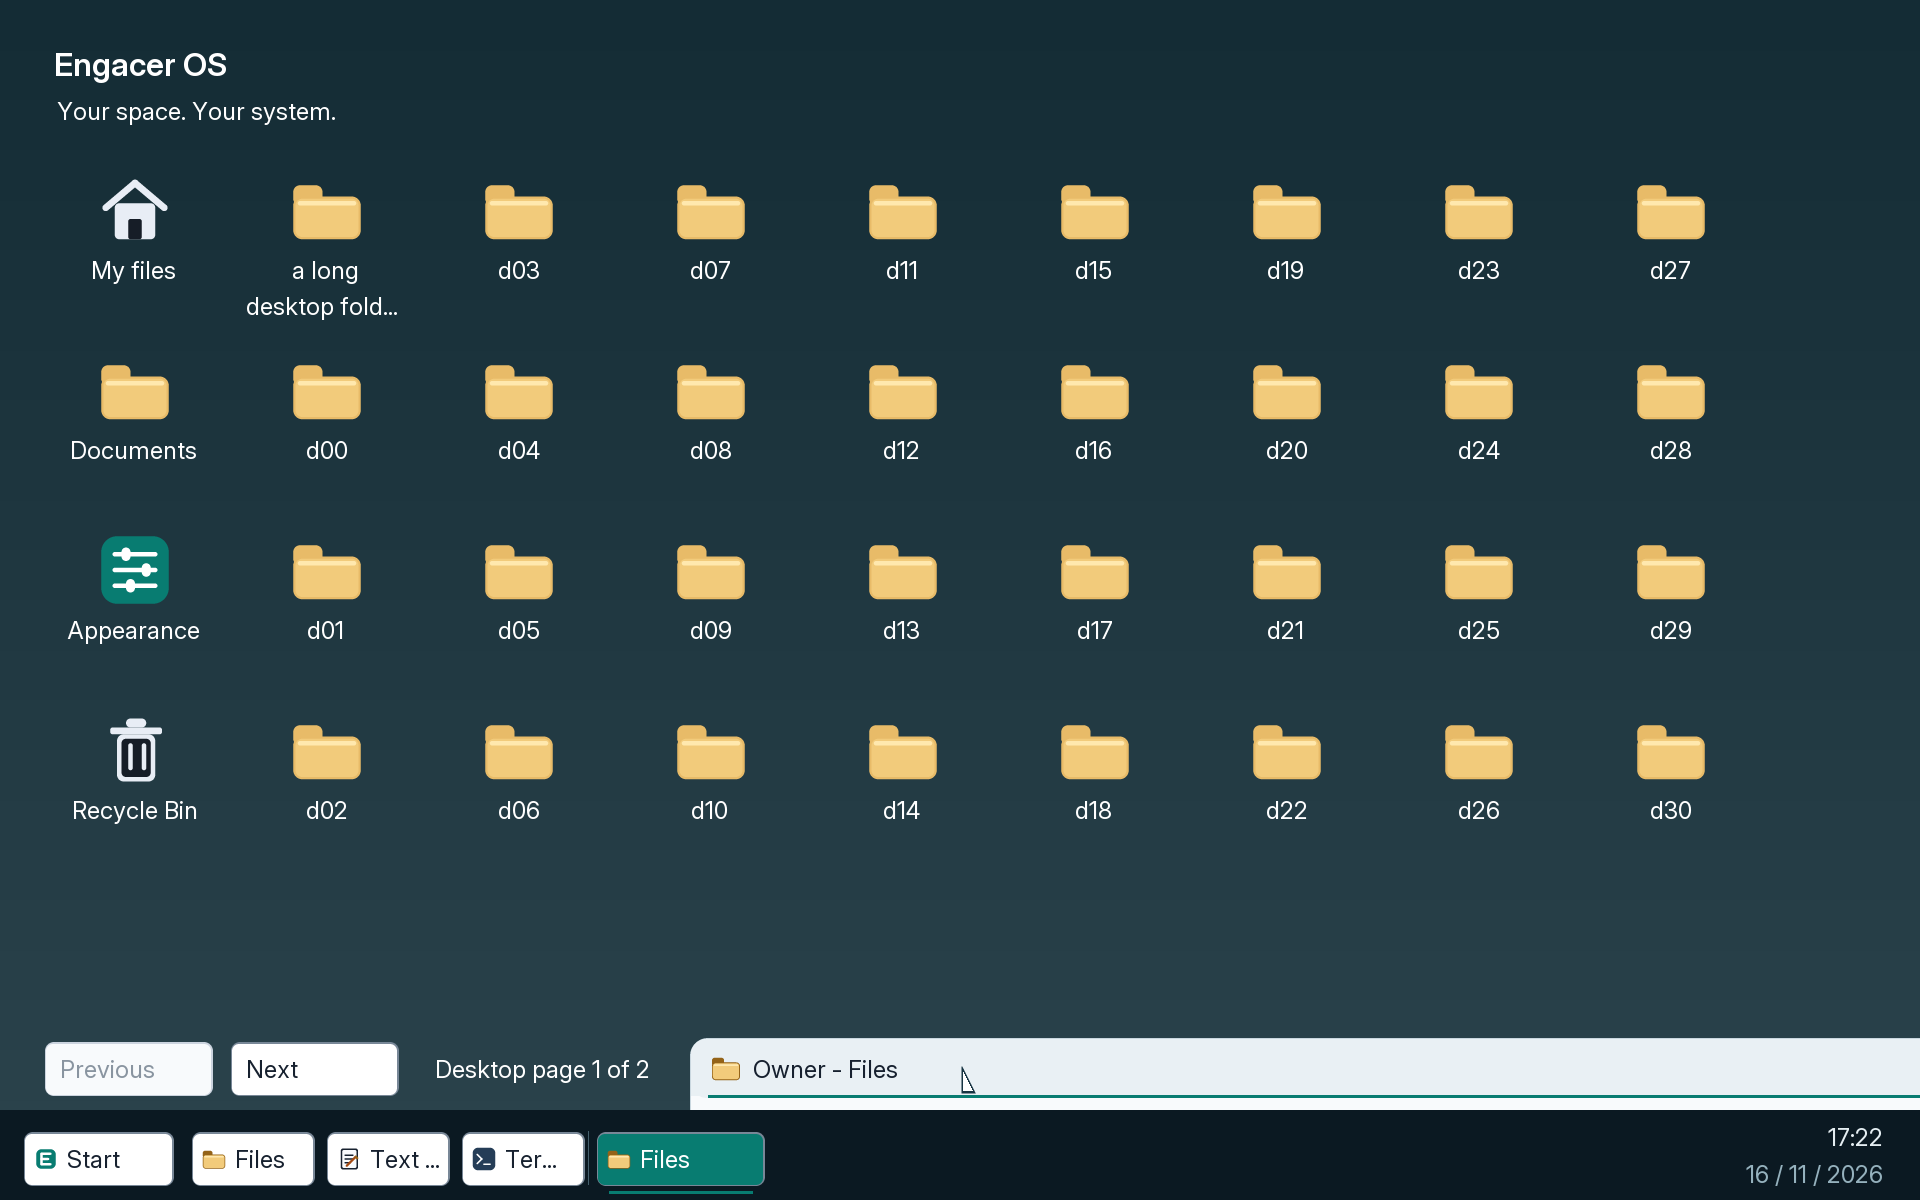 Engacer OS
Your space. Your system.
My files
a long
desktop fold...
d03
d07
d11
d15
d19
d23
d27
Documents
d00
d04
d08
d12
d16
d20
d24
d28
Appearance
d01
d05
d09
d13
d17
d21
d25
d29
Recycle Bin
d02
d06
d10
d14
d18
d22
d26
d30
Previous
Next
Desktop page 1 of 2
Owner - Files
Start
Files
Text ...
Ter...
Files
17:22
16 / 11 / 2026